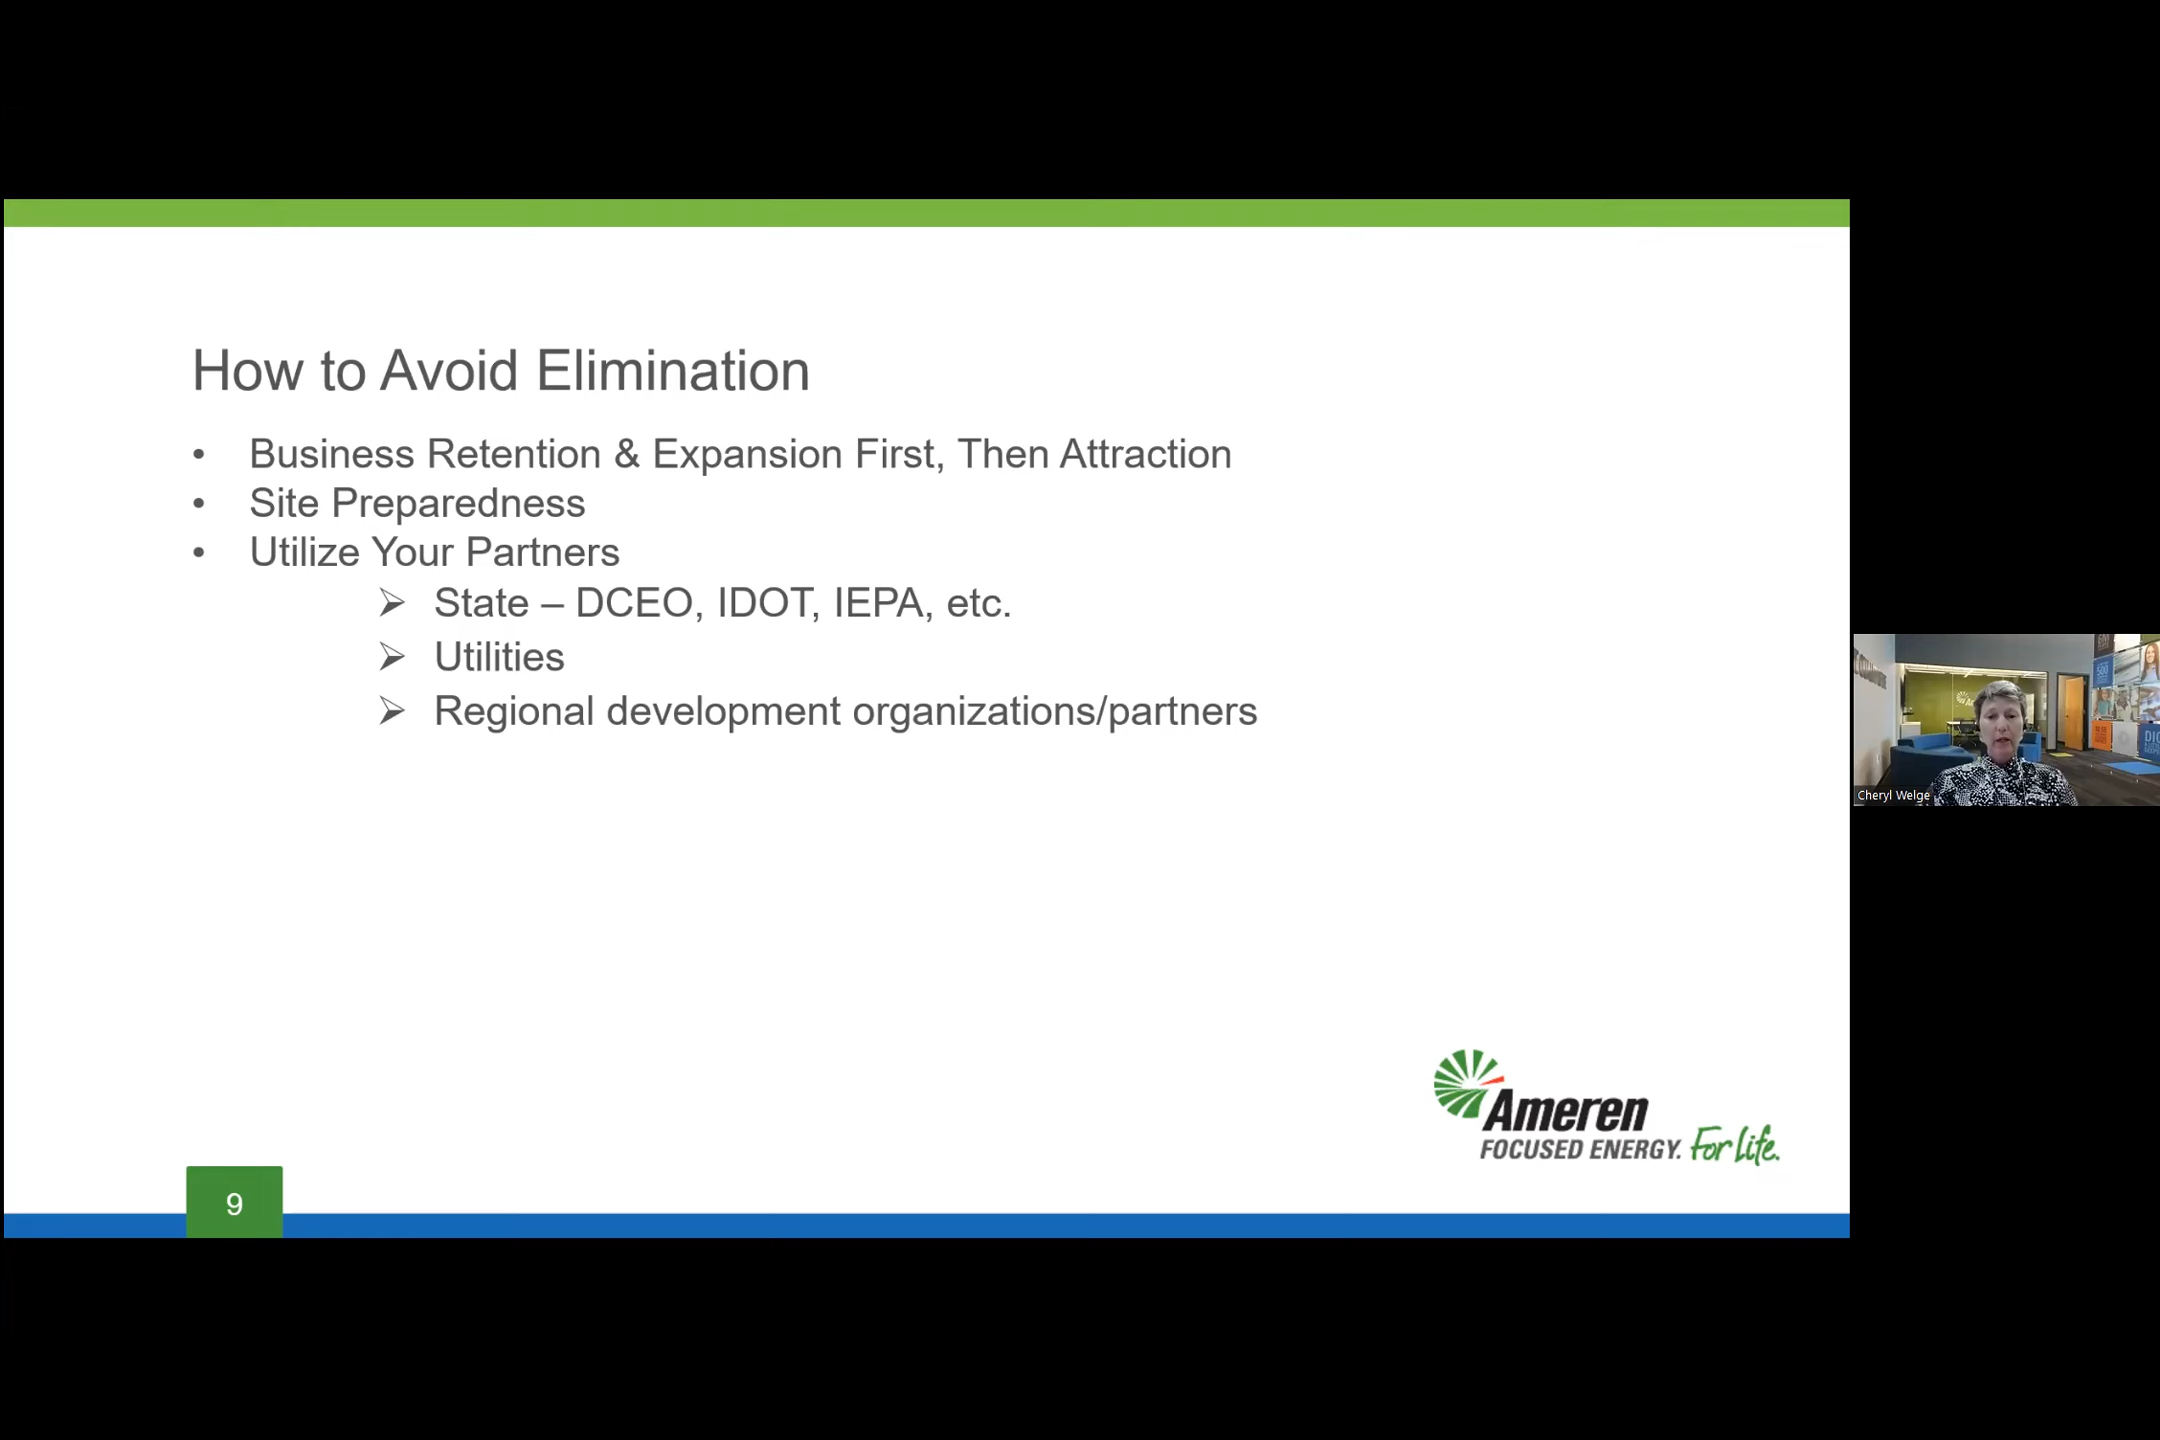 How to Avoid Elimination
• Business Retention & Expansion First, Then Attraction
• Site Preparedness
• Utilize Your Partners
➢ State – DCEO, IDOT, IEPA, etc.
➢ Utilities
➢ Regional development organizations/partners
Cheryl Welge
Ameren
FOCUSED ENERGY. For Life.
9